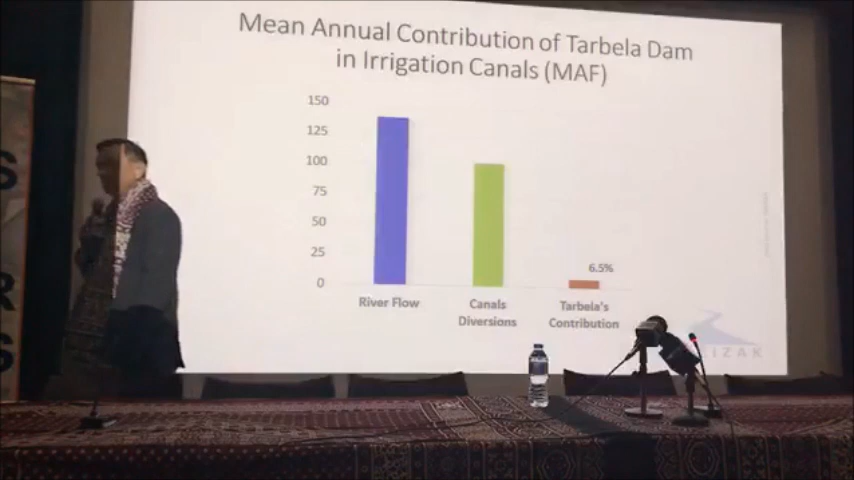 Mean Annual Contribution of Tarbela Dam
in Irrigation Canals (MAF)
150
125
100
75
50
25
0
6.5%
River Flow
Canals
Diversions
Tarbela's
Contribution
S
R
S